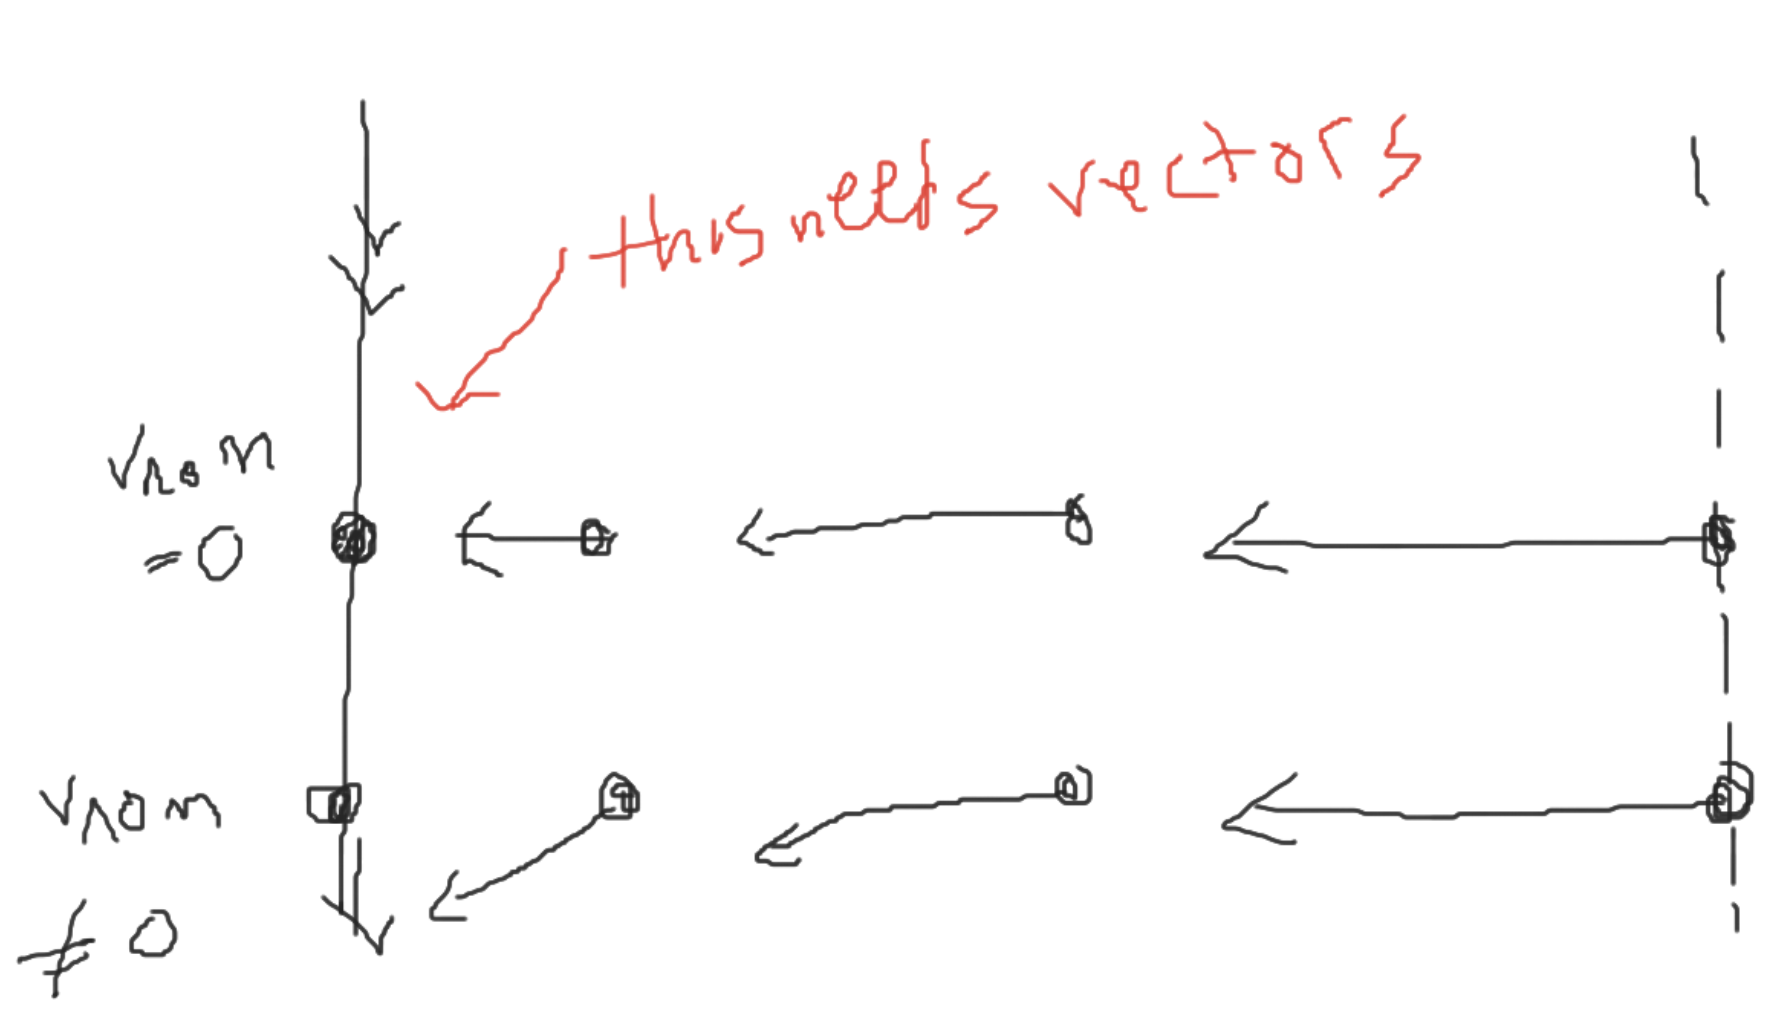 this needs vectors
Vnom
=0
Vnom
≠0